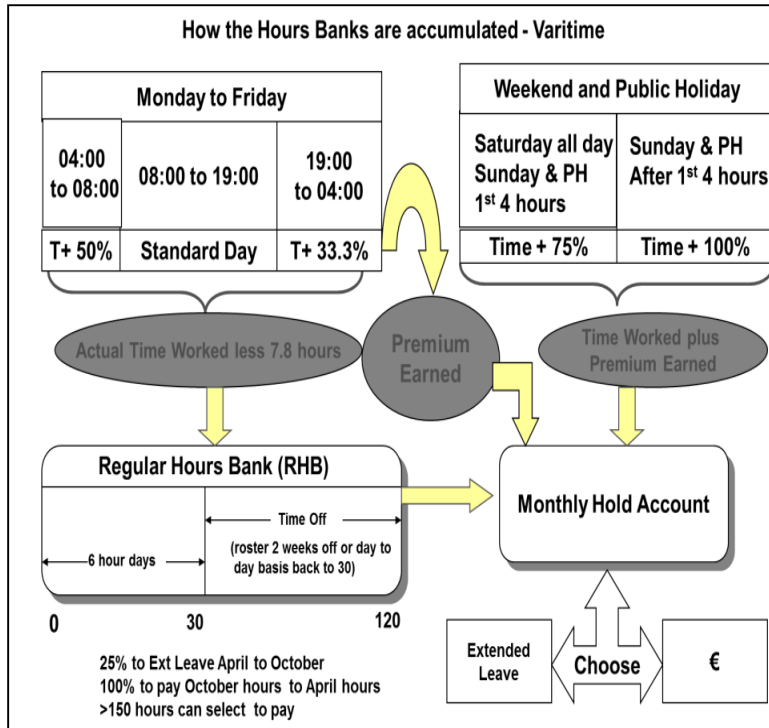 How the Hours Banks are accumulated - Varitime
Monday to Friday
04:00
to 08:00
08:00 to 19:00
19:00
to 04:00
T+ 50%
Standard Day
T+ 33.3%
Weekend and Public Holiday
Saturday all day
Sunday & PH
1st 4 hours
Sunday & PH
After 1st 4 hours
Time + 75%
Time + 100%
Actual Time Worked less 7.8 hours
Premium
Earned
Time Worked plus
Premium Earned
Regular Hours Bank (RHB)
6 hour days
Time Off
(roster 2 weeks off or day to
day basis back to 30)
0
30
120
Monthly Hold Account
25% to Ext Leave April to October
100% to pay October hours to April hours
>150 hours can select to pay
Extended
Leave
Choose
€